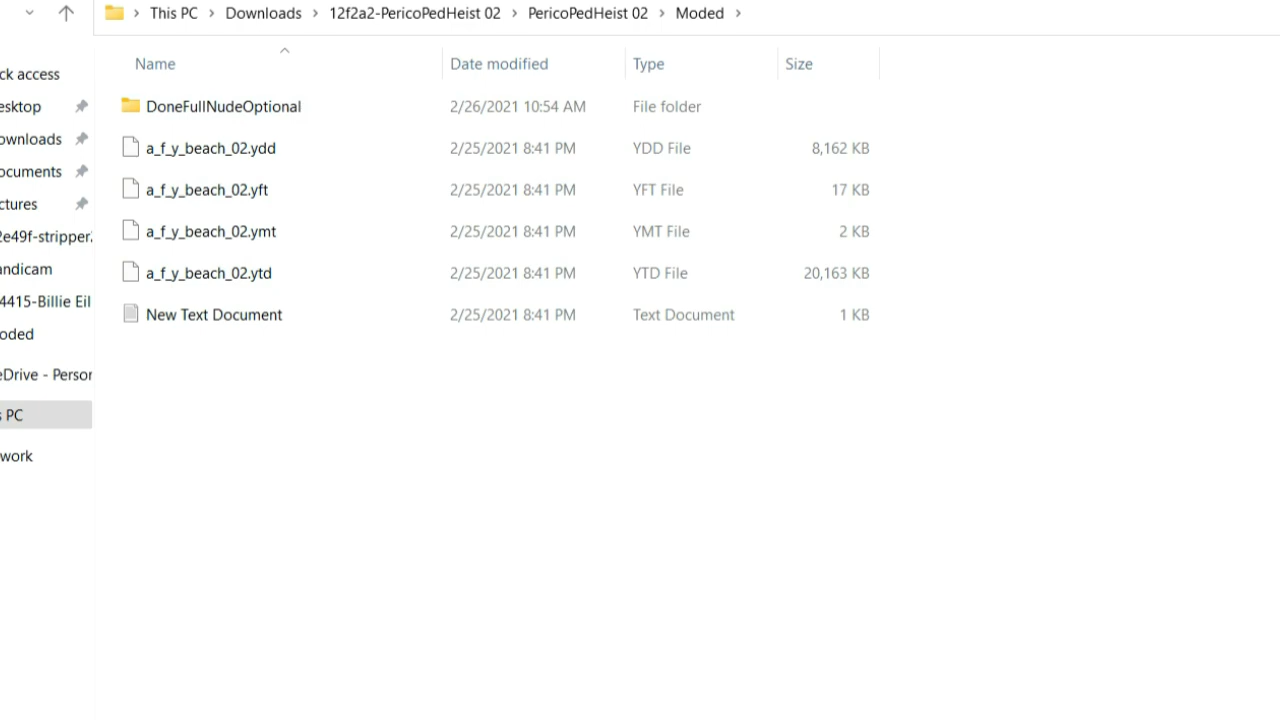 This PC > Downloads > 12f2a2-PericoPedHeist 02 > PericoPedHeist 02 > Moded >
Name Date modified Type Size
ck access
esktop
ownloads
ocuments
ctures
2e49f-stripper
andicam
4415-Billie Eil
oded
eDrive - Person
s PC
work
DoneFullNudeOptional 2/26/2021 10:54 AM File folder
a_f_y_beach_02.ydd 2/25/2021 8:41 PM YDD File 8,162 KB
a_f_y_beach_02.yft 2/25/2021 8:41 PM YFT File 17 KB
a_f_y_beach_02.ymt 2/25/2021 8:41 PM YMT File 2 KB
a_f_y_beach_02.ytd 2/25/2021 8:41 PM YTD File 20,163 KB
New Text Document 2/25/2021 8:41 PM Text Document 1 KB